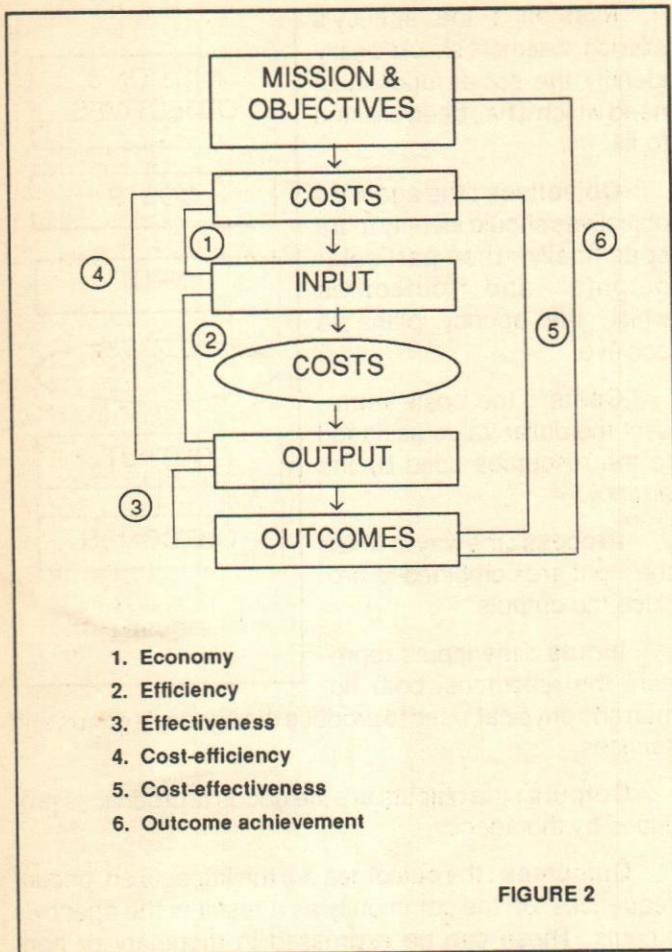 MISSION &
OBJECTIVES
COSTS
1
6
4
INPUT
2
5
COSTS
OUTPUT
3
OUTCOMES
1. Economy
2. Efficiency
3. Effectiveness
4. Cost-efficiency
5. Cost-effectiveness
6. Outcome achievement
FIGURE 2